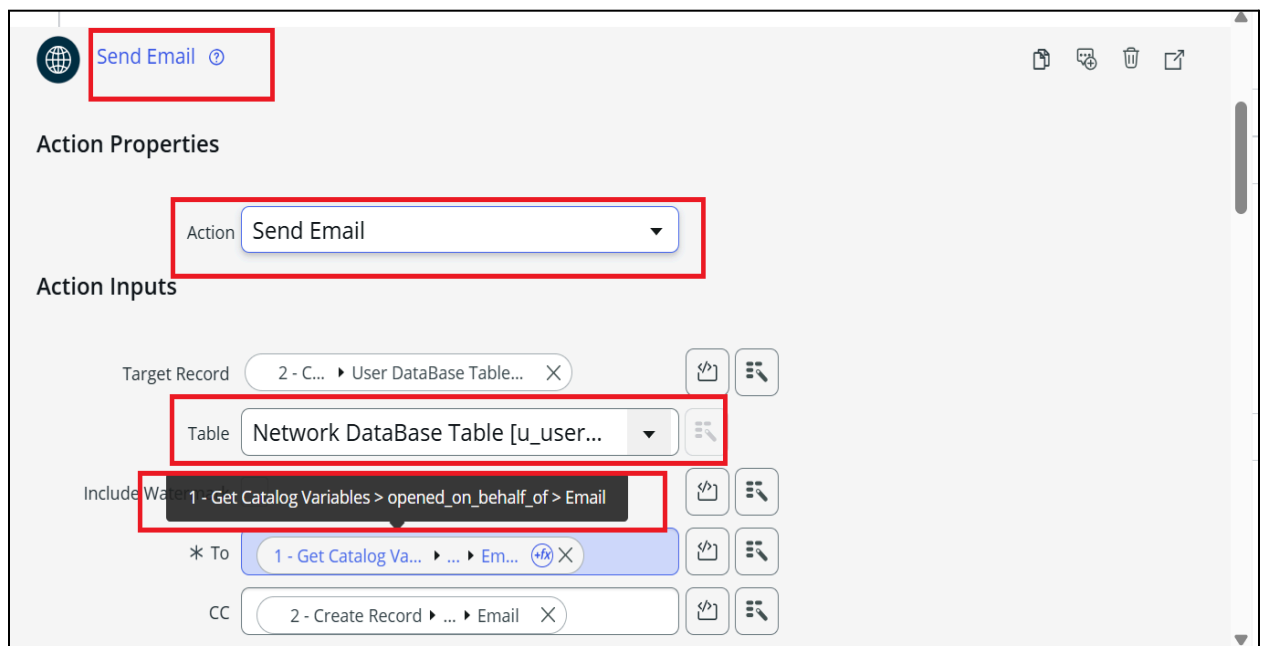 Send Email ?
Action Properties
Action Send Email
Action Inputs
Target Record 2 - C... User DataBase Table...
Table Network DataBase Table [u_user...
Include Wa
1 - Get Catalog Variables > opened_on_behalf_of > Email
* To 1 - Get Catalog Va... ... Em... +fx
CC 2 - Create Record ... Email